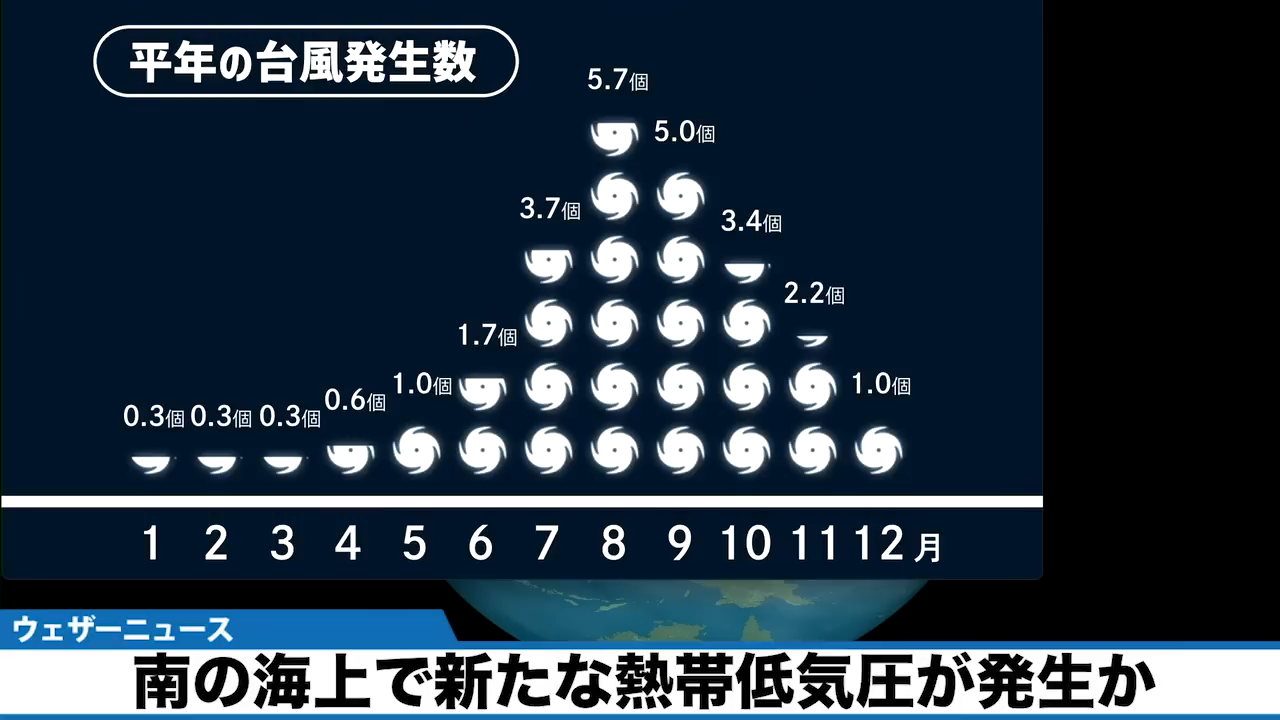 平年の台風発生数
5.7個
5.0個
3.7個
3.4個
2.2個
1.7個
1.0個
1.0個
0.6個
0.3個 0.3個 0.3個
1 2 3 4 5 6 7 8 9 10 11 12 月
ウェザーニュース
南の海上で新たな熱帯低気圧が発生か